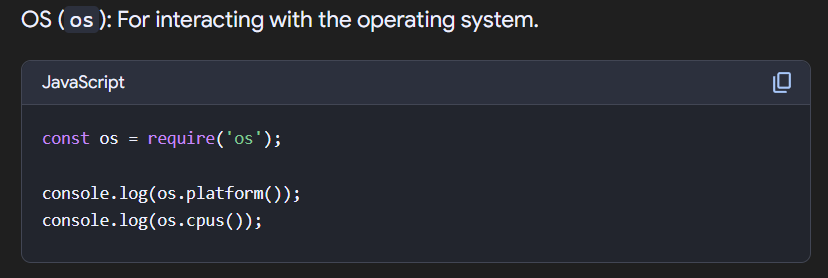 OS (os): For interacting with the operating system.
JavaScript
const os = require('os');
console.log(os.platform());
console.log(os.cpus());